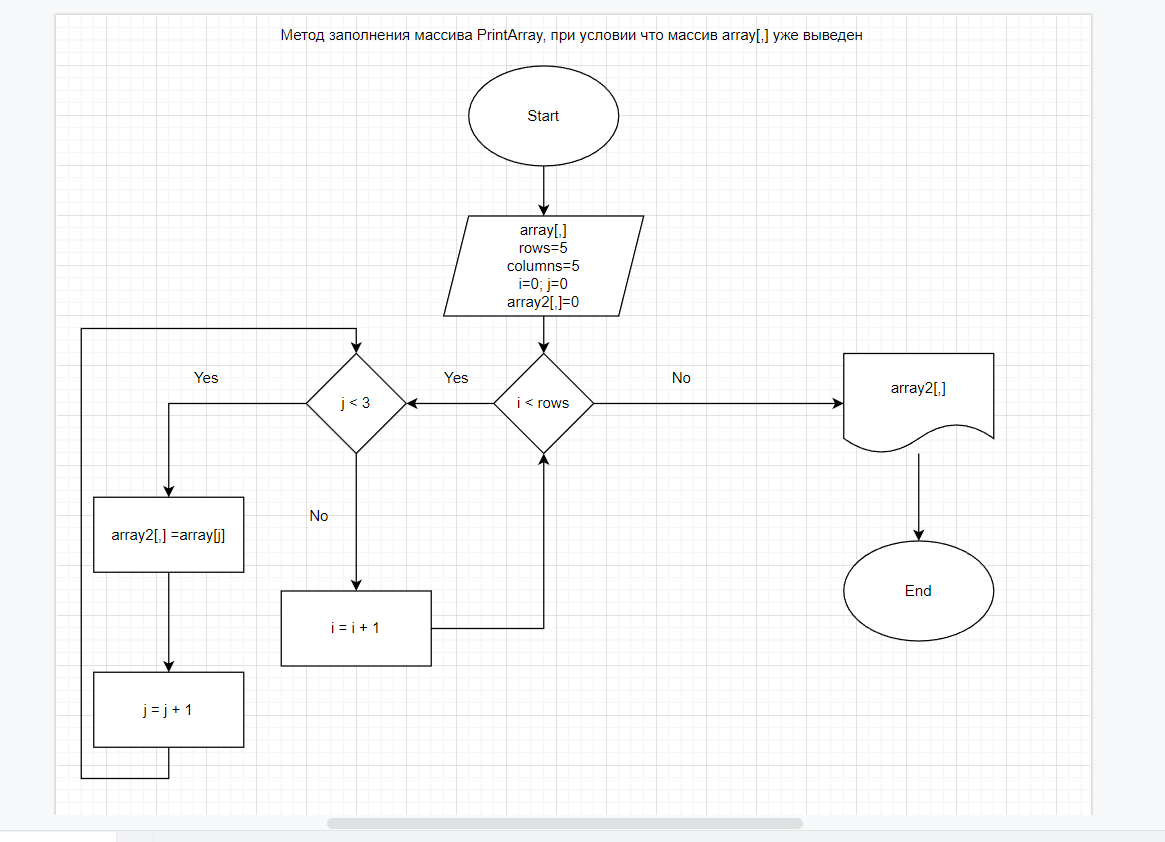 Метод заполнения массива PrintArray, при условии что массив array[,] уже выведен
Start
array[,]
rows=5
columns=5
i=0; j=0
array2[,]=0
Yes
j < 3
Yes
i < rows
No
array2[,]
array2[,] =array[j]
No
i = i + 1
End
j = j + 1